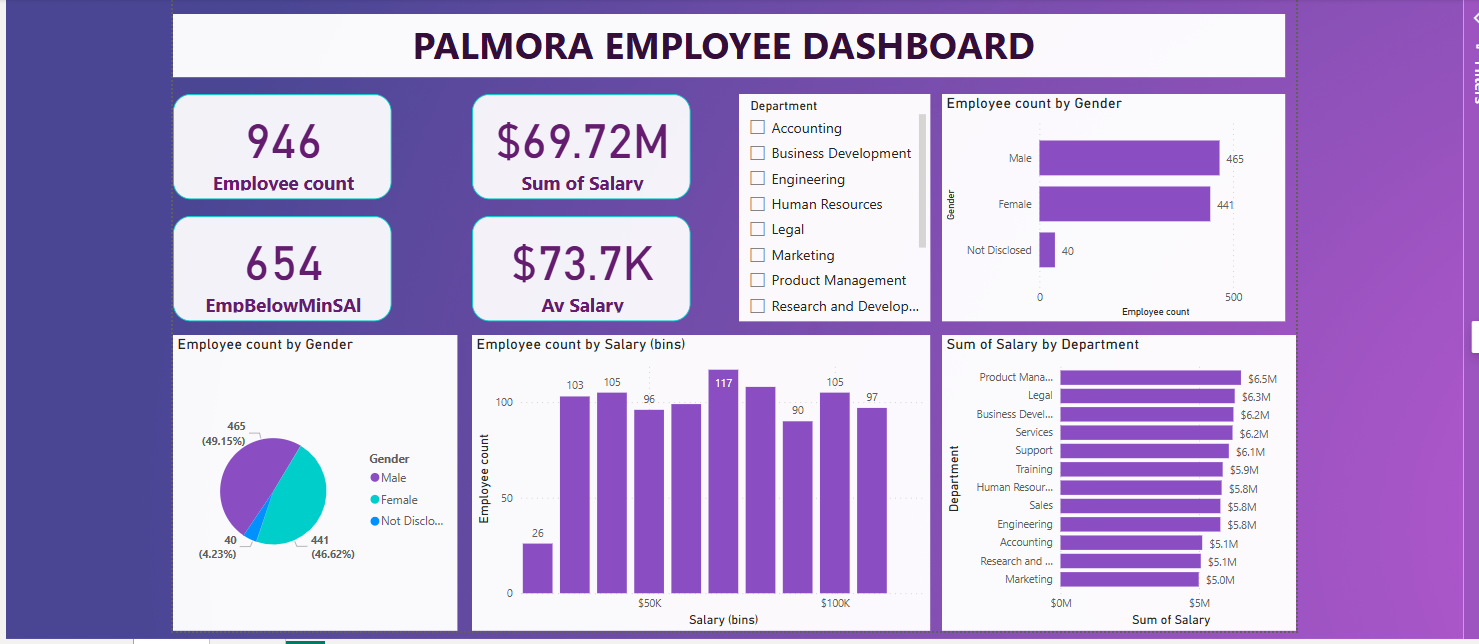 PALMORA EMPLOYEE DASHBOARD
946
Employee count
$69.72M
Sum of Salary
654
EmpBelowMinSAl
$73.7K
Av Salary
Department
Accounting
Business Development
Engineering
Human Resources
Legal
Marketing
Product Management
Research and Develop...
Employee count by Gender
Gender
Male
465
Female
441
Not Disclosed
40
0
500
Employee count
Filters
Employee count by Gender
465
(49.15%)
40
(4.23%)
441
(46.62%)
Gender
Male
Female
Not Disclo...
Employee count by Salary (bins)
Employee count
100
50
0
26
103
105
96
117
90
105
97
$50K
$100K
Salary (bins)
Sum of Salary by Department
Department
Product Mana...
$6.5M
Legal
$6.3M
Business Devel...
$6.2M
Services
$6.2M
Support
$6.1M
Training
$5.9M
Human Resour...
$5.8M
Sales
$5.8M
Engineering
$5.8M
Accounting
$5.1M
Research and ...
$5.1M
Marketing
$5.0M
$0M
$5M
Sum of Salary